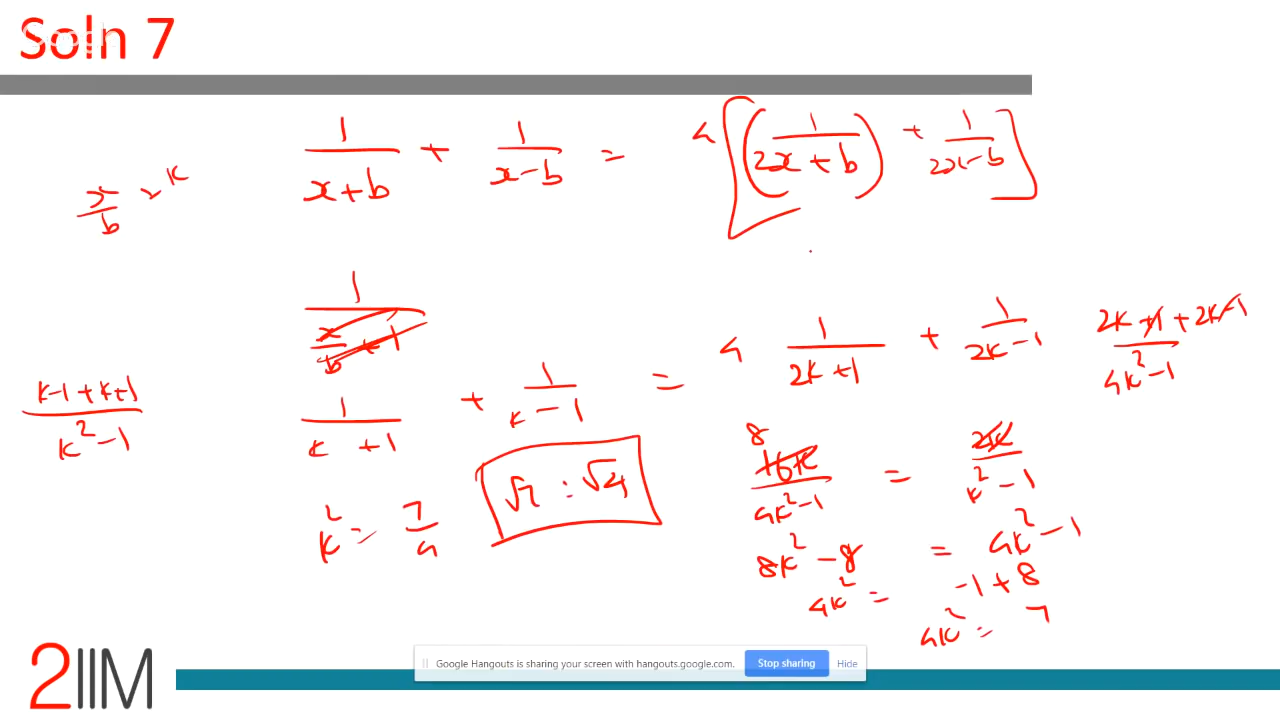 Soln 7
Google
x/b = k
1/(x+b) + 1/(x-b) = 4[(1/(2x+b)) + 1/(2x-b)]
1/(x/b + 1)
1/(k+1) + 1/(k-1) = 4 1/(2k+1) + 1/(2k-1)
(2k+1+2k-1)/(4k²-1)
(k-1+k+1)/(k²-1)
8
16k/(4k²-1) = 2k/(k²-1)
k² = 7/4
√7 : √4
8k² - 8 = 4k² - 1
4k² = -1 + 8
4k² = 7
2IIM
Google Hangouts is sharing your screen with hangouts.google.com.
Stop sharing
Hide